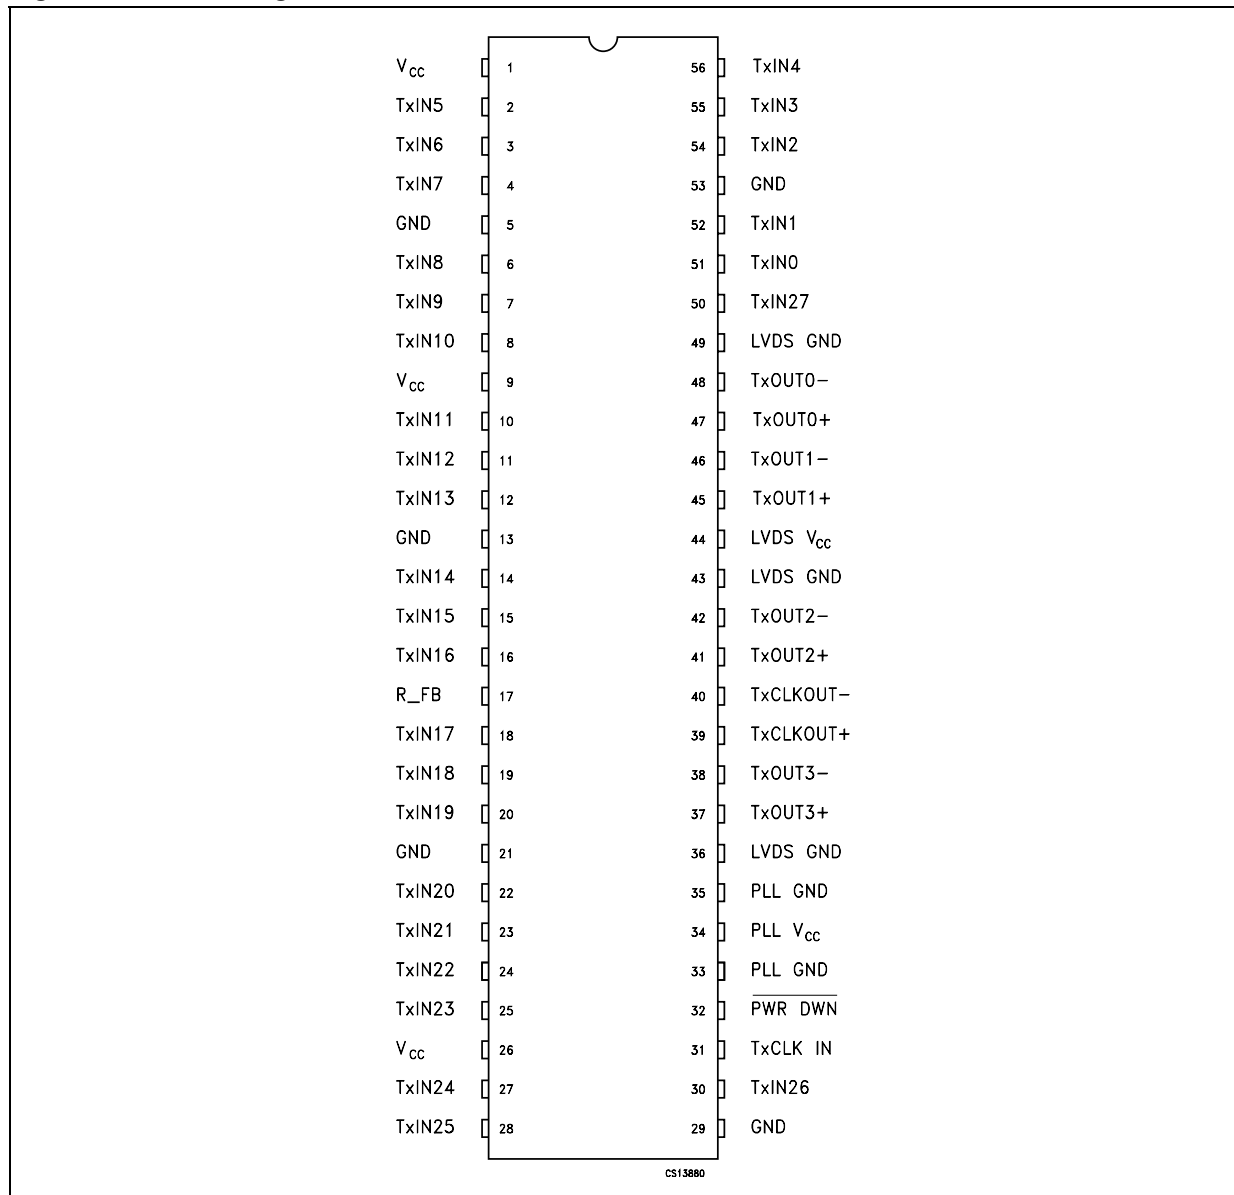 VCC 1 56 TxIN4
TxIN5 2 55 TxIN3
TxIN6 3 54 TxIN2
TxIN7 4 53 GND
GND 5 52 TxIN1
TxIN8 6 51 TxIN0
TxIN9 7 50 TxIN27
TxIN10 8 49 LVDS GND
VCC 9 48 TxOUT0−
TxIN11 10 47 TxOUT0+
TxIN12 11 46 TxOUT1−
TxIN13 12 45 TxOUT1+
GND 13 44 LVDS VCC
TxIN14 14 43 LVDS GND
TxIN15 15 42 TxOUT2−
TxIN16 16 41 TxOUT2+
R_FB 17 40 TxCLKOUT−
TxIN17 18 39 TxCLKOUT+
TxIN18 19 38 TxOUT3−
TxIN19 20 37 TxOUT3+
GND 21 36 LVDS GND
TxIN20 22 35 PLL GND
TxIN21 23 34 PLL VCC
TxIN22 24 33 PLL GND
TxIN23 25 32 PWR DWN
VCC 26 31 TxCLK IN
TxIN24 27 30 TxIN26
TxIN25 28 29 GND
CS13880